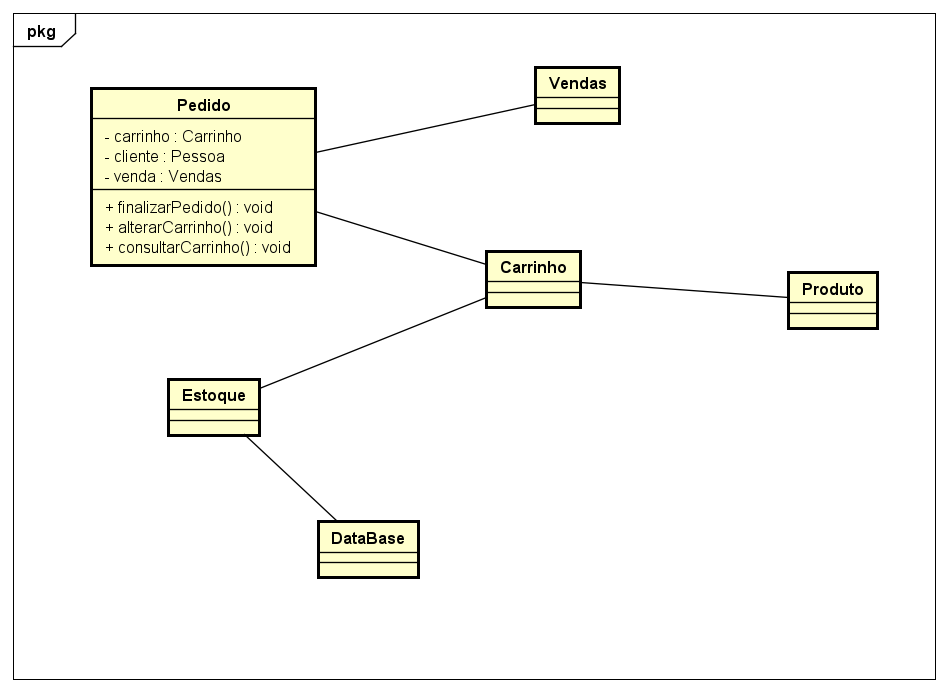 pkg
Pedido
- carrinho : Carrinho
- cliente : Pessoa
- venda : Vendas
+ finalizarPedido() : void
+ alterarCarrinho() : void
+ consultarCarrinho() : void
Vendas
Carrinho
Produto
Estoque
DataBase